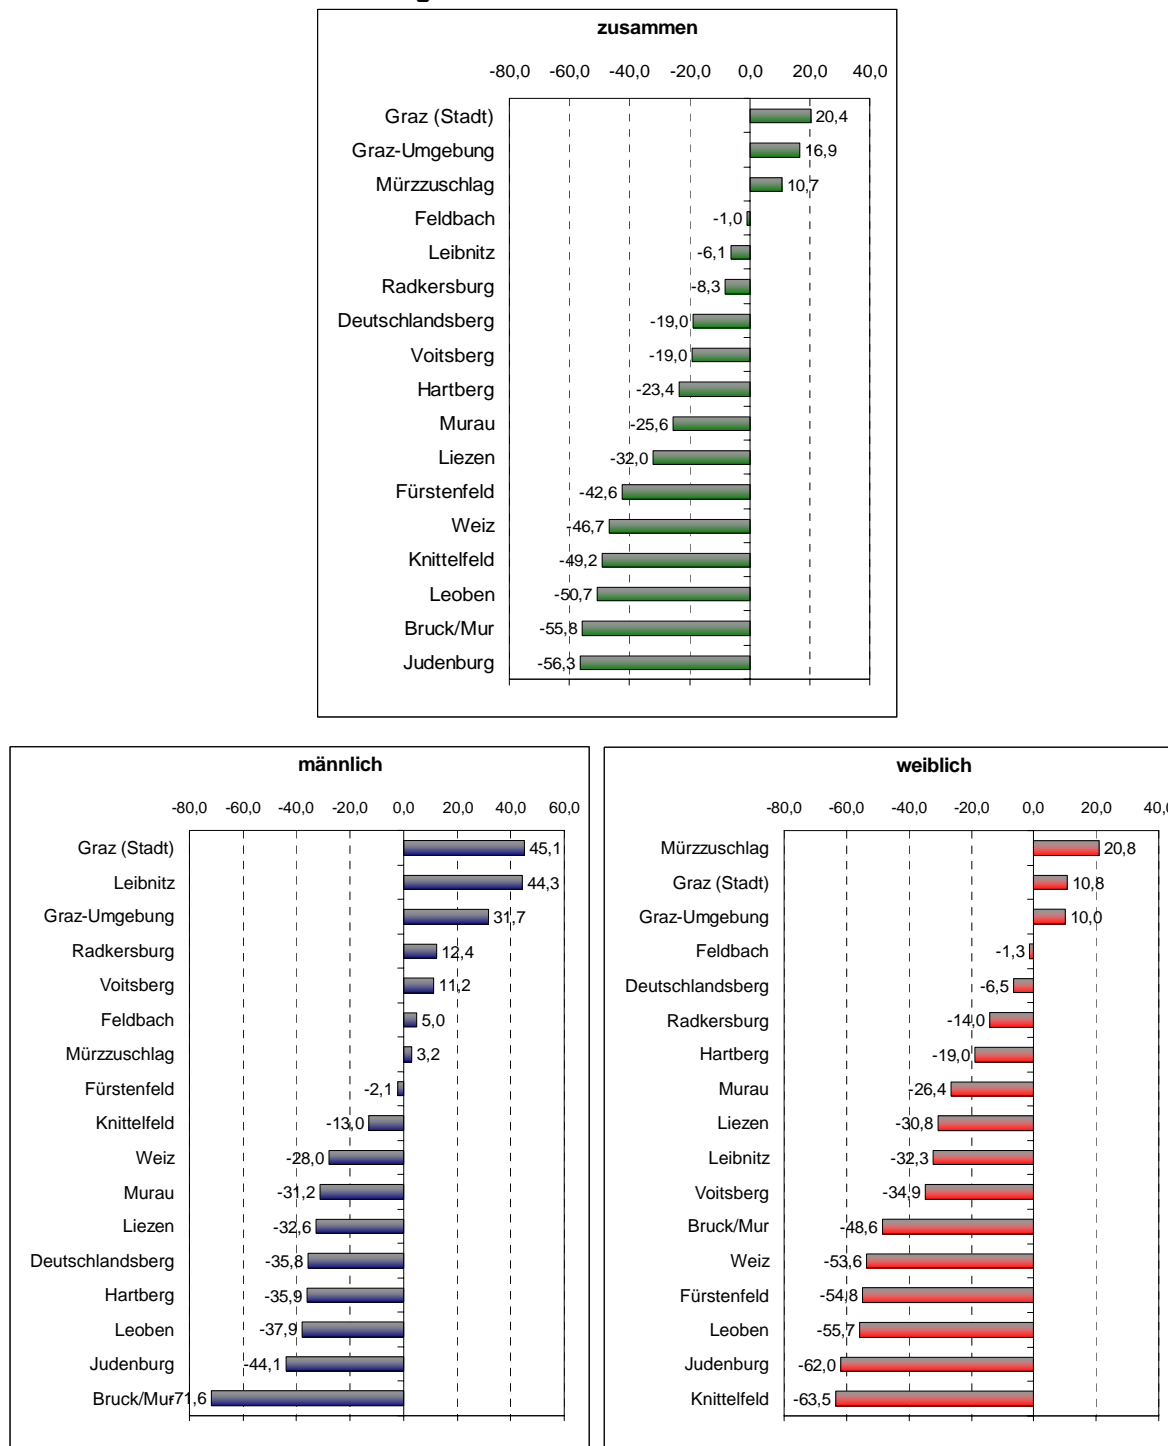 zusammen
-80,0 -60,0 -40,0 -20,0 0,0 20,0 40,0
Graz (Stadt) 20,4
Graz-Umgebung 16,9
Mürzzuschlag 10,7
Feldbach -1,0
Leibnitz -6,1
Radkersburg -8,3
Deutschlandsberg -19,0
Voitsberg -19,0
Hartberg -23,4
Murau -25,6
Liezen -32,0
Fürstenfeld -42,6
Weiz -46,7
Knittelfeld -49,2
Leoben -50,7
Bruck/Mur -55,8
Judenburg -56,3
männlich
-80,0 -60,0 -40,0 -20,0 0,0 20,0 40,0 60,0
Graz (Stadt) 45,1
Leibnitz 44,3
Graz-Umgebung 31,7
Radkersburg 12,4
Voitsberg 11,2
Feldbach 5,0
Mürzzuschlag 3,2
Fürstenfeld -2,1
Knittelfeld -13,0
Weiz -28,0
Murau -31,2
Liezen -32,6
Deutschlandsberg -35,8
Hartberg -35,9
Leoben -37,9
Judenburg -44,1
Bruck/Mur -71,6
weiblich
-80,0 -60,0 -40,0 -20,0 0,0 20,0 40,0
Mürzzuschlag 20,8
Graz (Stadt) 10,8
Graz-Umgebung 10,0
Feldbach -1,3
Deutschlandsberg -6,5
Radkersburg -14,0
Hartberg -19,0
Murau -26,4
Liezen -30,8
Leibnitz -32,3
Voitsberg -34,9
Bruck/Mur -48,6
Weiz -53,6
Fürstenfeld -54,8
Leoben -55,7
Judenburg -62,0
Knittelfeld -63,5